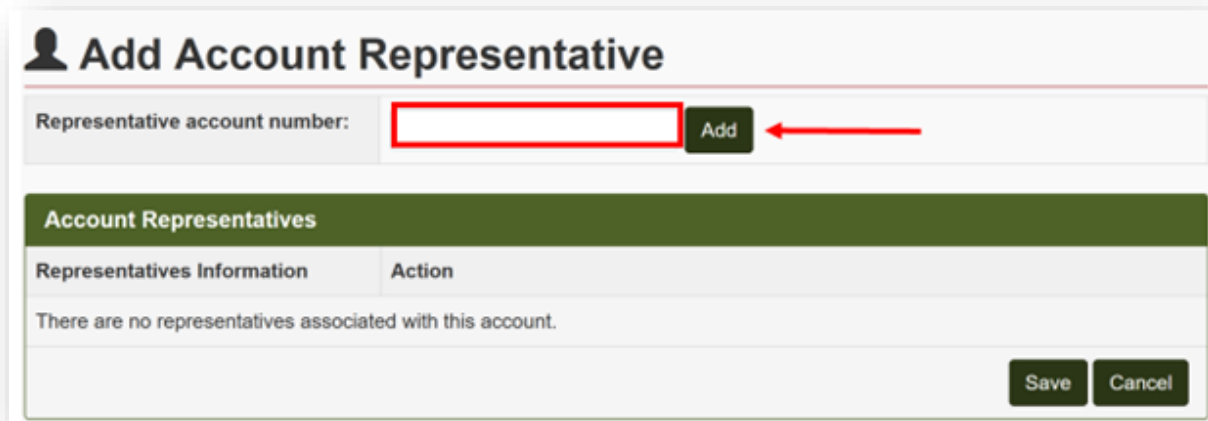 Add Account Representative
Representative account number:
Add
Account Representatives
Representatives Information Action
There are no representatives associated with this account.
Save Cancel